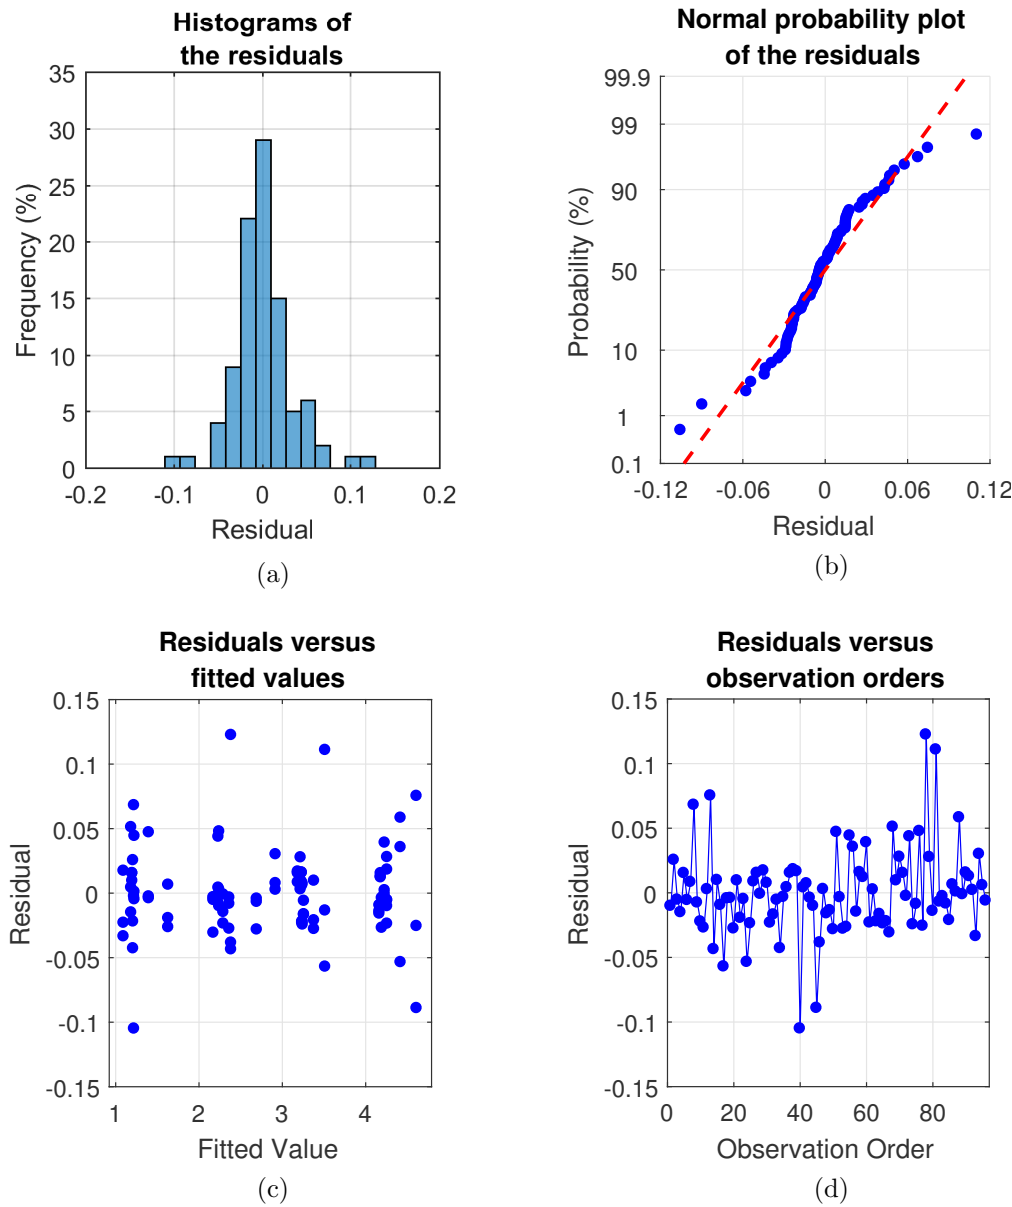 Histograms of
the residuals
Frequency (%)
35
30
25
20
15
10
5
0
-0.2
-0.1
0
0.1
0.2
Residual
(a)
Normal probability plot
of the residuals
Probability (%)
99.9
99
90
50
10
1
0.1
-0.12
-0.06
0
0.06
0.12
Residual
(b)
Residuals versus
fitted values
Residual
0.15
0.1
0.05
0
-0.05
-0.1
-0.15
1
2
3
4
Fitted Value
(c)
Residuals versus
observation orders
Residual
0.15
0.1
0.05
0
-0.05
-0.1
-0.15
0
20
40
60
80
Observation Order
(d)